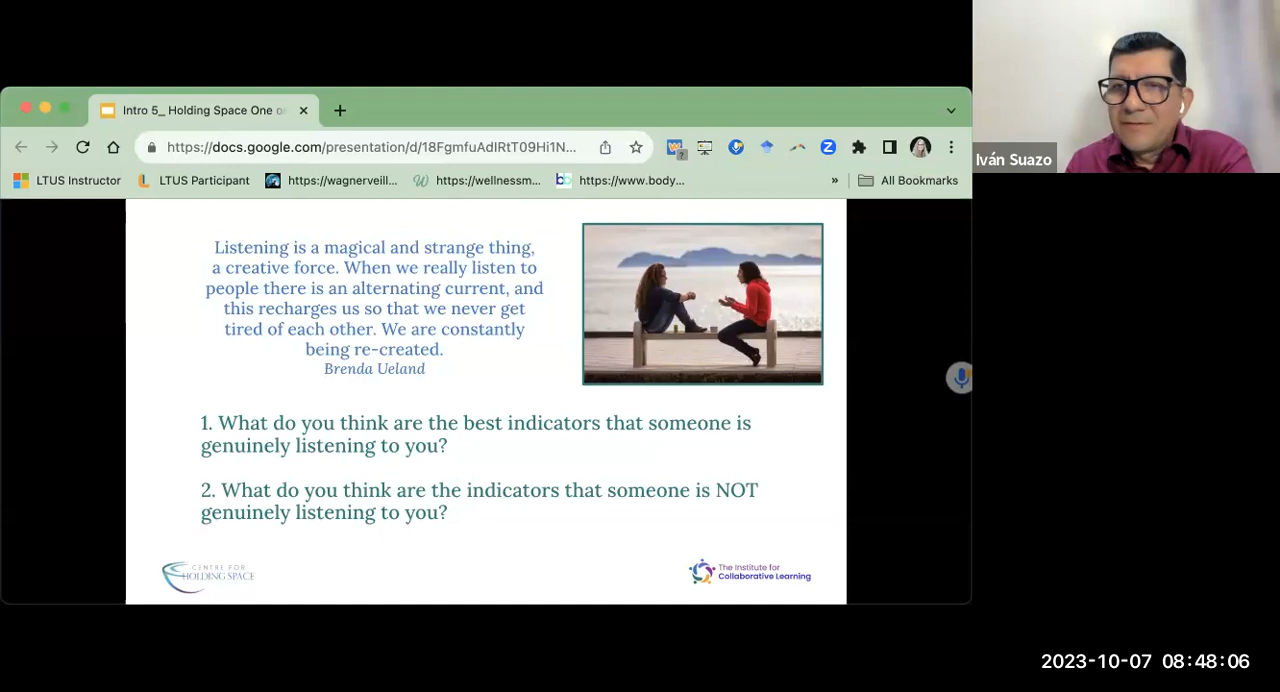 Intro 5_ Holding Space One o
https://docs.google.com/presentation/d/18FgmfuAdIRtT09Hi1N...
LTUS Instructor
LTUS Participant
https://wagnerveill...
https://wellnessm...
https://www.body...
»
All Bookmarks
Iván Suazo
Listening is a magical and strange thing,
a creative force. When we really listen to
people there is an alternating current, and
this recharges us so that we never get
tired of each other. We are constantly
being re-created.
Brenda Ueland
1. What do you think are the best indicators that someone is
genuinely listening to you?
2. What do you think are the indicators that someone is NOT
genuinely listening to you?
CENTRE FOR
HOLDING SPACE
The Institute for
Collaborative Learning
2023-10-07 08:48:06